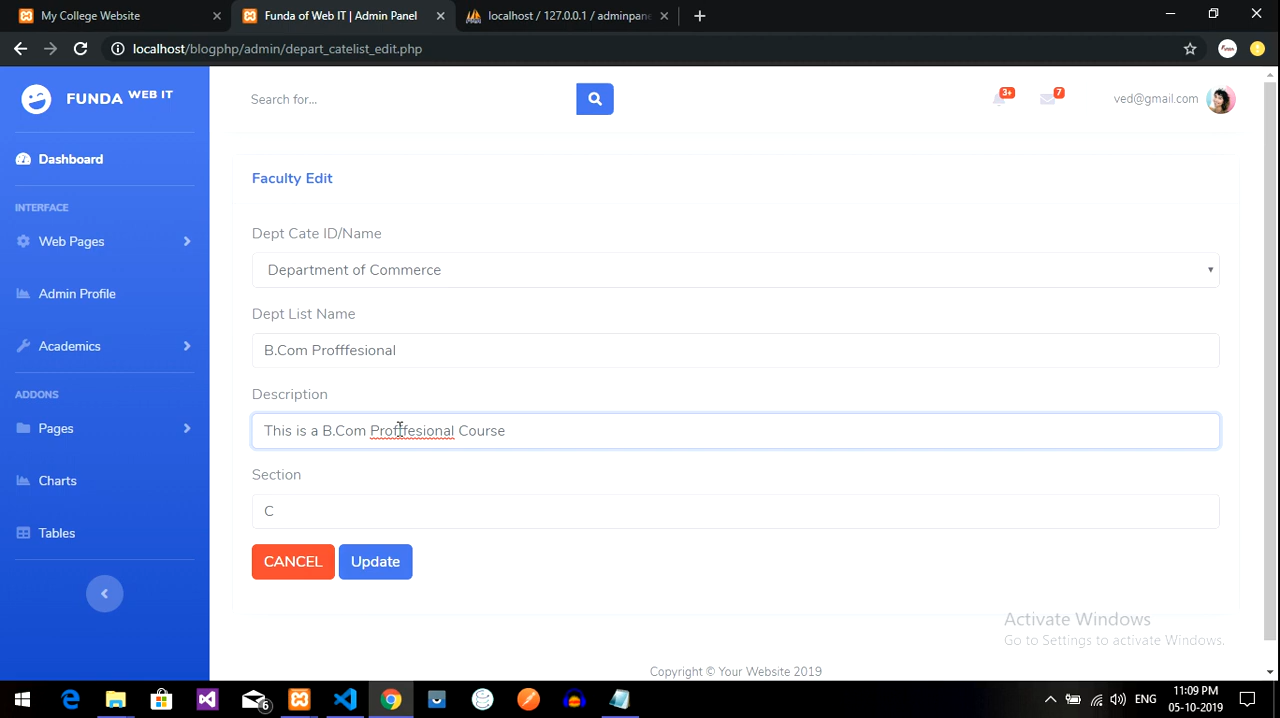 My College Website
Funda of Web IT | Admin Panel
localhost / 127.0.0.1 / adminpane
localhost/blogphp/admin/depart_catelist_edit.php
FUNDA WEB IT
Search for...
3+
7
ved@gmail.com
Dashboard
INTERFACE
Web Pages
Admin Profile
Academics
ADDONS
Pages
Charts
Tables
Faculty Edit
Dept Cate ID/Name
Department of Commerce
Dept List Name
B.Com Profffesional
Description
This is a B.Com Profffesional Course
Section
C
CANCEL
Update
Activate Windows
Go to Settings to activate Windows.
Copyright © Your Website 2019
6
ENG
11:09 PM
05-10-2019